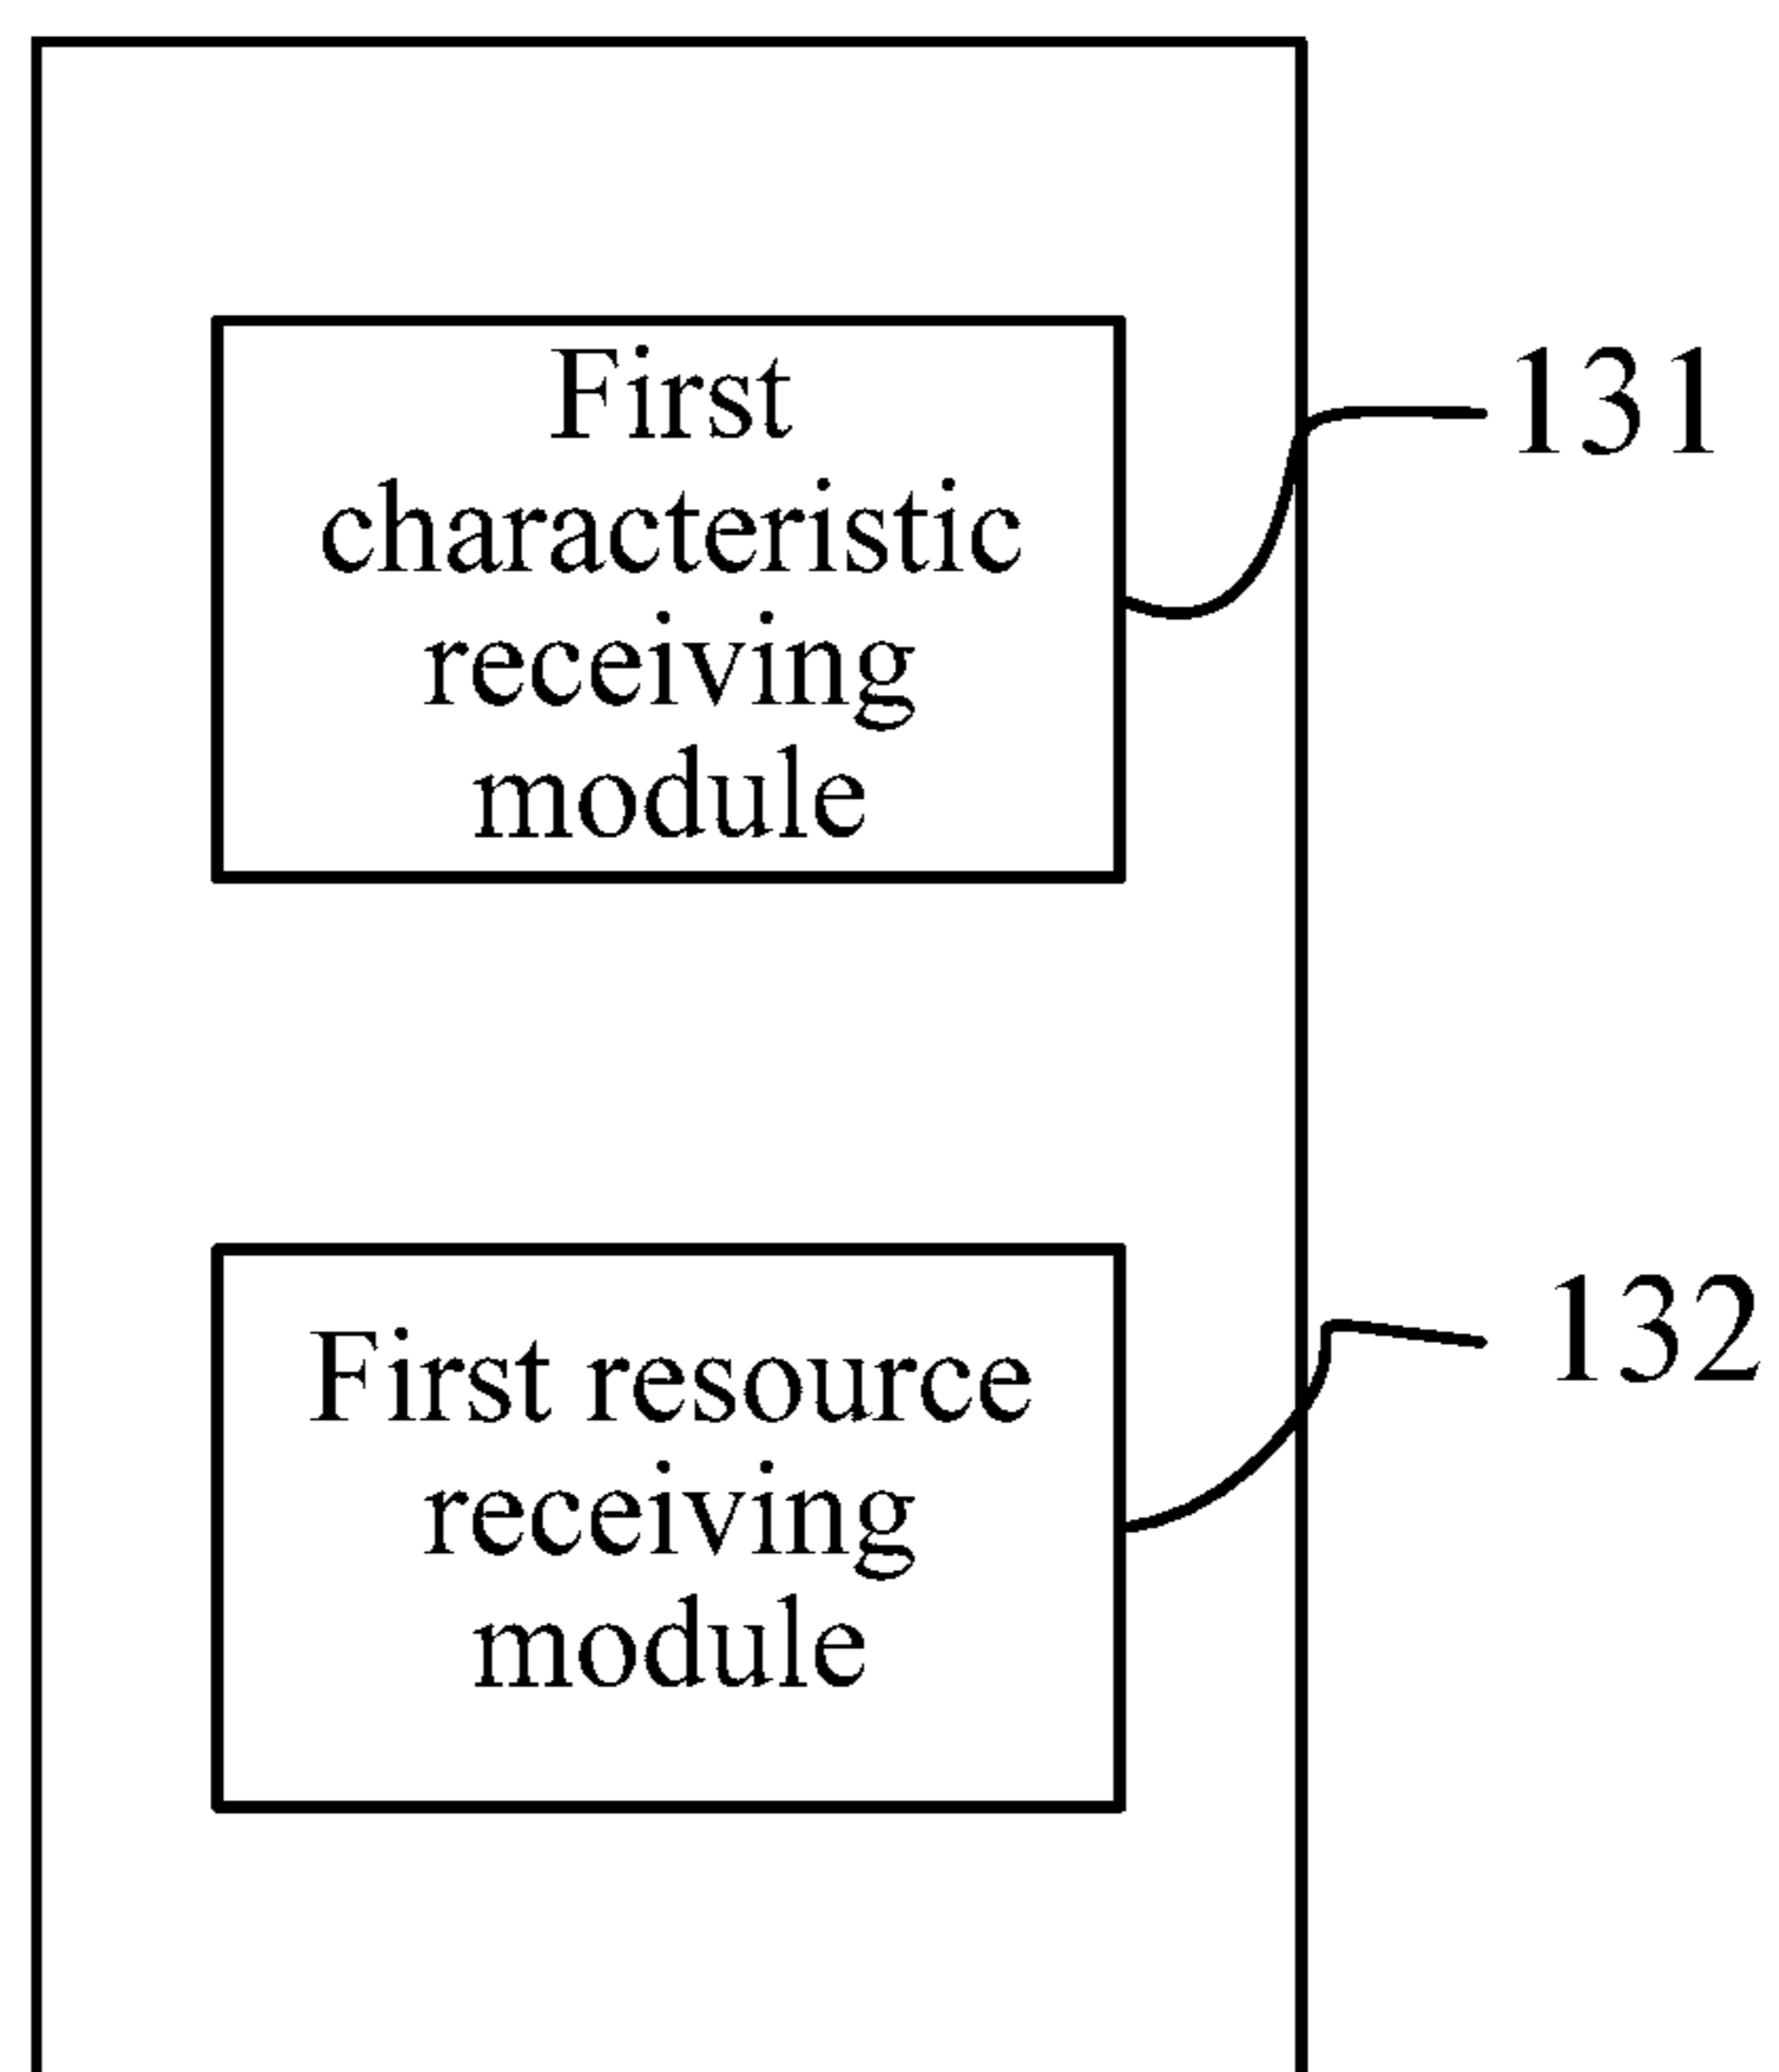 First
characteristic
receiving
module
131
First resource
receiving
module
132